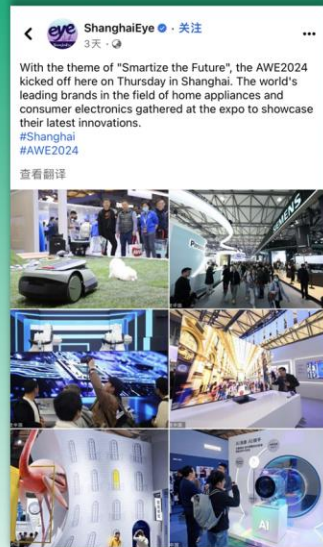 eye
ShanghaiEye · 关注
3天 ·
With the theme of "Smartize the Future", the AWE2024
kicked off here on Thursday in Shanghai. The world's
leading brands in the field of home appliances and
consumer electronics gathered at the expo to showcase
their latest innovations.
#Shanghai
#AWE2024
查看翻译
SIEMENS
AI